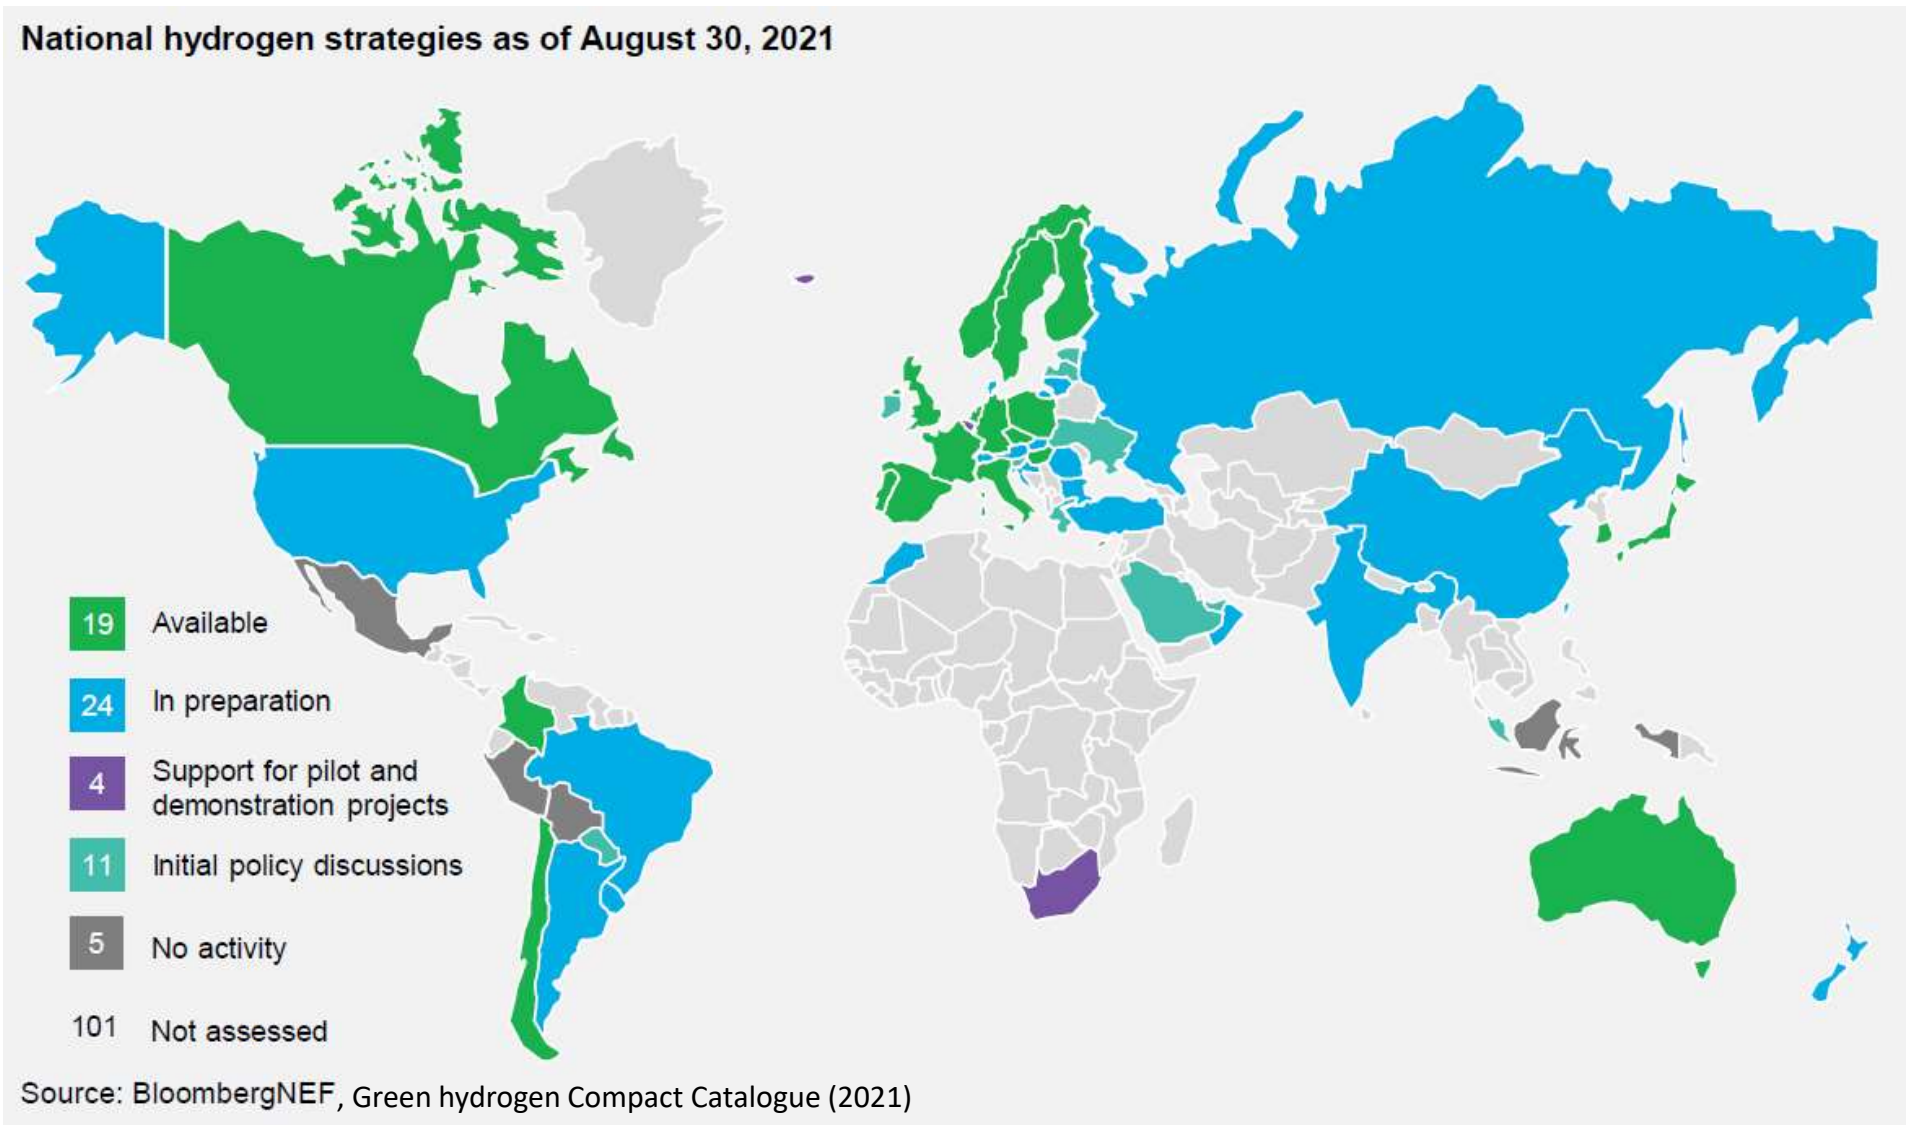 National hydrogen strategies as of August 30, 2021
19 Available
24 In preparation
4 Support for pilot and
demonstration projects
11 Initial policy discussions
5 No activity
101 Not assessed
Source: BloombergNEF, Green hydrogen Compact Catalogue (2021)